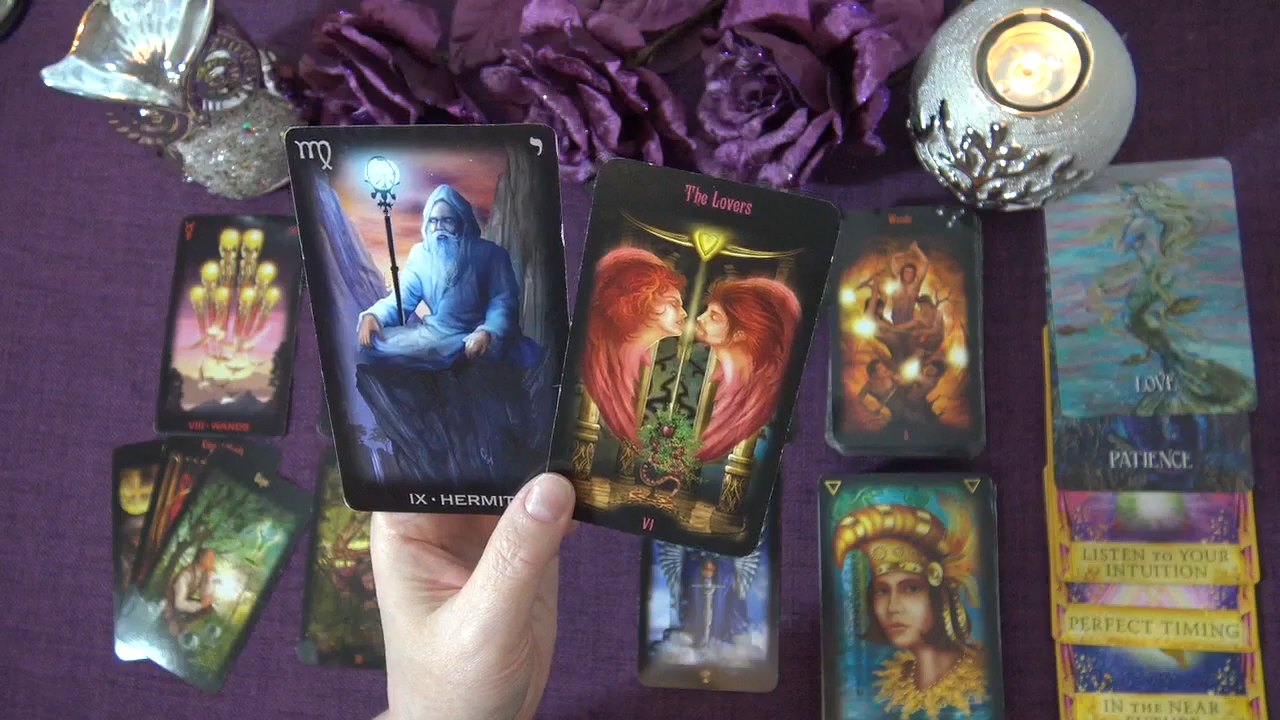 IX • HERMIT
The Lovers
VI
VIII • WANDS
Wands
LOVE
PATIENCE
LISTEN TO YOUR
INTUITION
PERFECT TIMING
IN THE NEAR